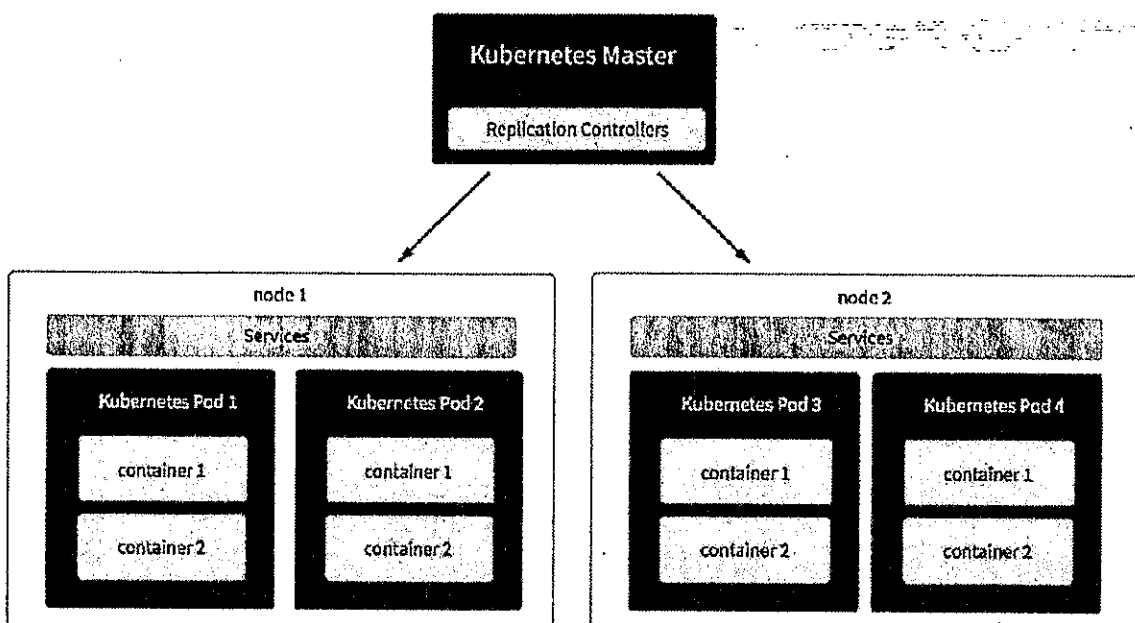 Kubernetes Master
Replication Controllers
node 1
Services
Kubernetes Pod 1
Kubernetes Pod 2
container 1
container 1
container 2
container 2
node 2
Services
Kubernetes Pod 3
Kubernetes Pod 4
container 1
container 1
container 2
container 2